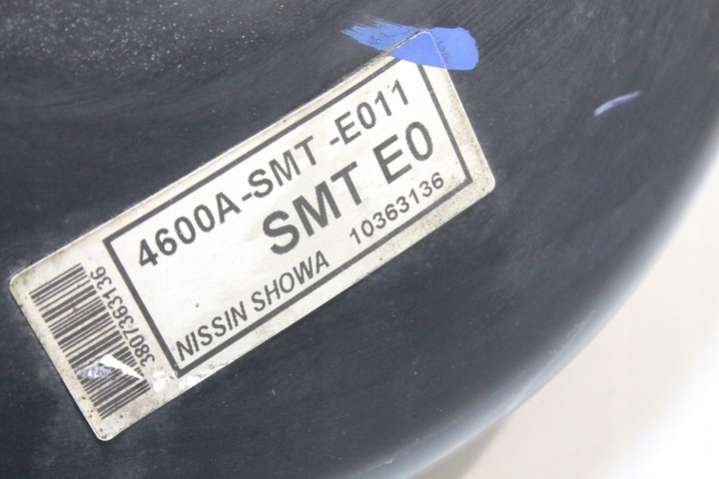 4600A-SMT -E011
SMT E0
NISSIN SHOWA 10363136
3807363136